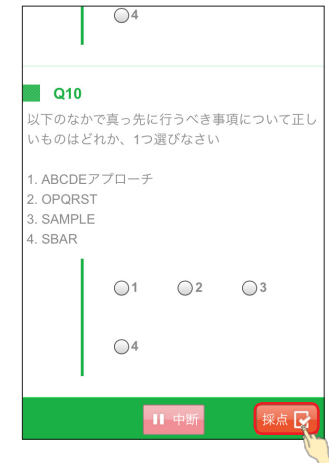 4
Q10
以下のなかで真っ先に行うべき事項について正し
いものはどれか、1つ選びなさい
1. ABCDEアプローチ
2. OPQRST
3. SAMPLE
4. SBAR
1 2 3
4
中断 採点